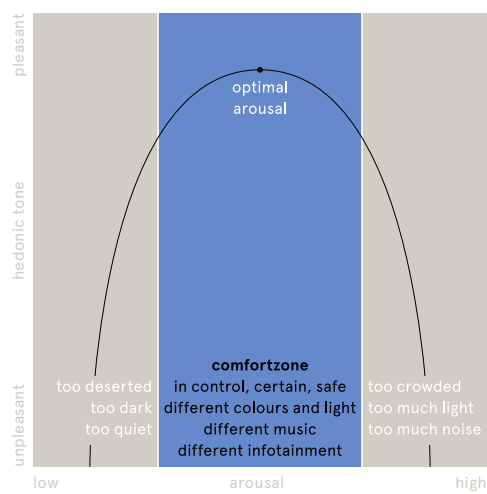 pleasant
hedonic tone
unpleasant
optimal
arousal
too deserted
too dark
too quiet
comfortzone
in control, certain, safe
different colours and light
different music
different infotainment
too crowded
too much light
too much noise
low
arousal
high